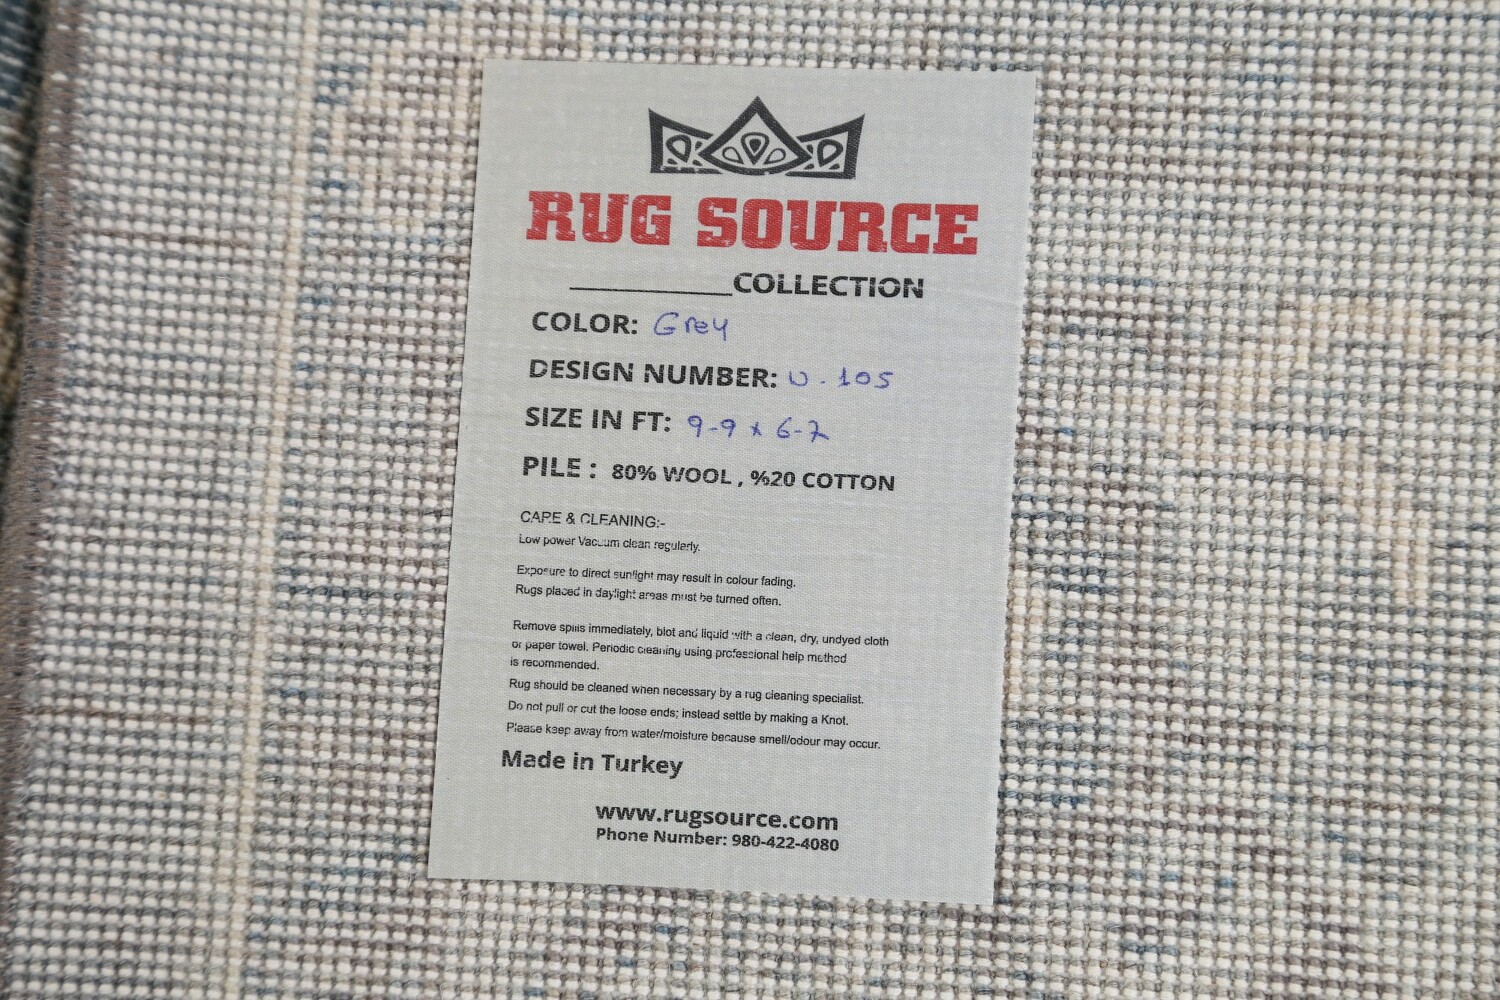 RUG SOURCE
____________COLLECTION
COLOR: Grey
DESIGN NUMBER: U-105
SIZE IN FT: 9-9 x 6-7
PILE : 80% WOOL , %20 COTTON
CARE & CLEANING:-
Low power Vacuum clean regularly.
Exposure to direct sunlight may result in colour fading.
Rugs placed in daylight areas must be turned often.
Remove spills immediately, blot and liquid with a clean, dry, undyed cloth
or paper towel. Periodic cleaning using professional help method
is recommended.
Rug should be cleaned when necessary by a rug cleaning specialist.
Do not pull or cut the loose ends; instead settle by making a Knot.
Please keep away from water/moisture because smell/odour may occur.
Made in Turkey
www.rugsource.com
Phone Number: 980-422-4080